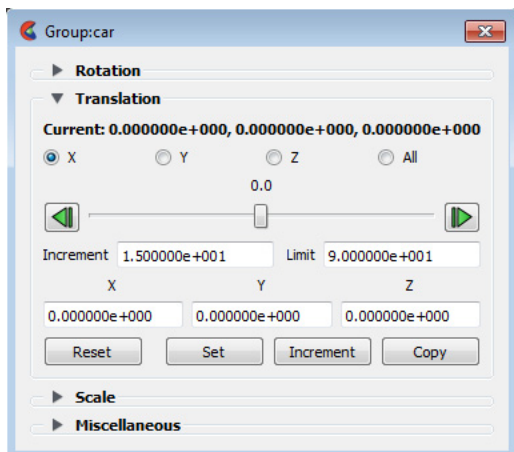 Group:car
Rotation
Translation
Current: 0.000000e+000, 0.000000e+000, 0.000000e+000
X Y Z All
0.0
Increment 1.500000e+001 Limit 9.000000e+001
X Y Z
0.000000e+000 0.000000e+000 0.000000e+000
Reset Set Increment Copy
Scale
Miscellaneous